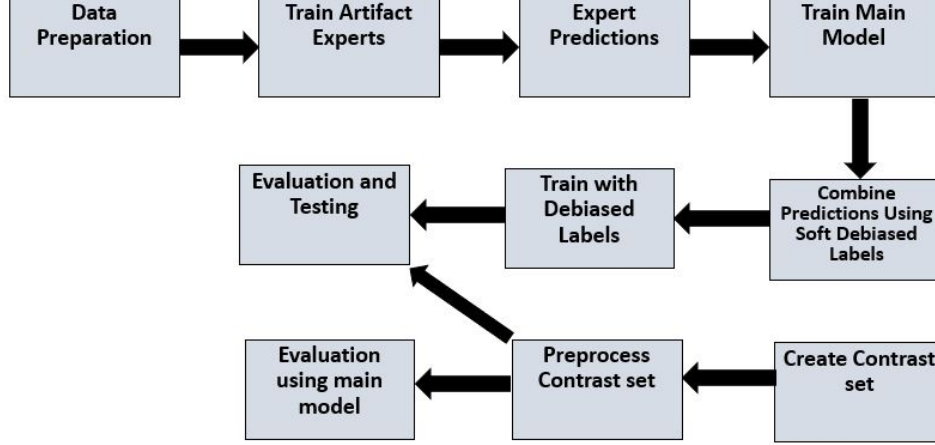 Data
Preparation
Train Artifact
Experts
Expert
Predictions
Train Main
Model
Evaluation and
Testing
Train with
Debiased
Labels
Combine
Predictions Using
Soft Debiased
Labels
Evaluation
using main
model
Preprocess
Contrast set
Create Contrast
set